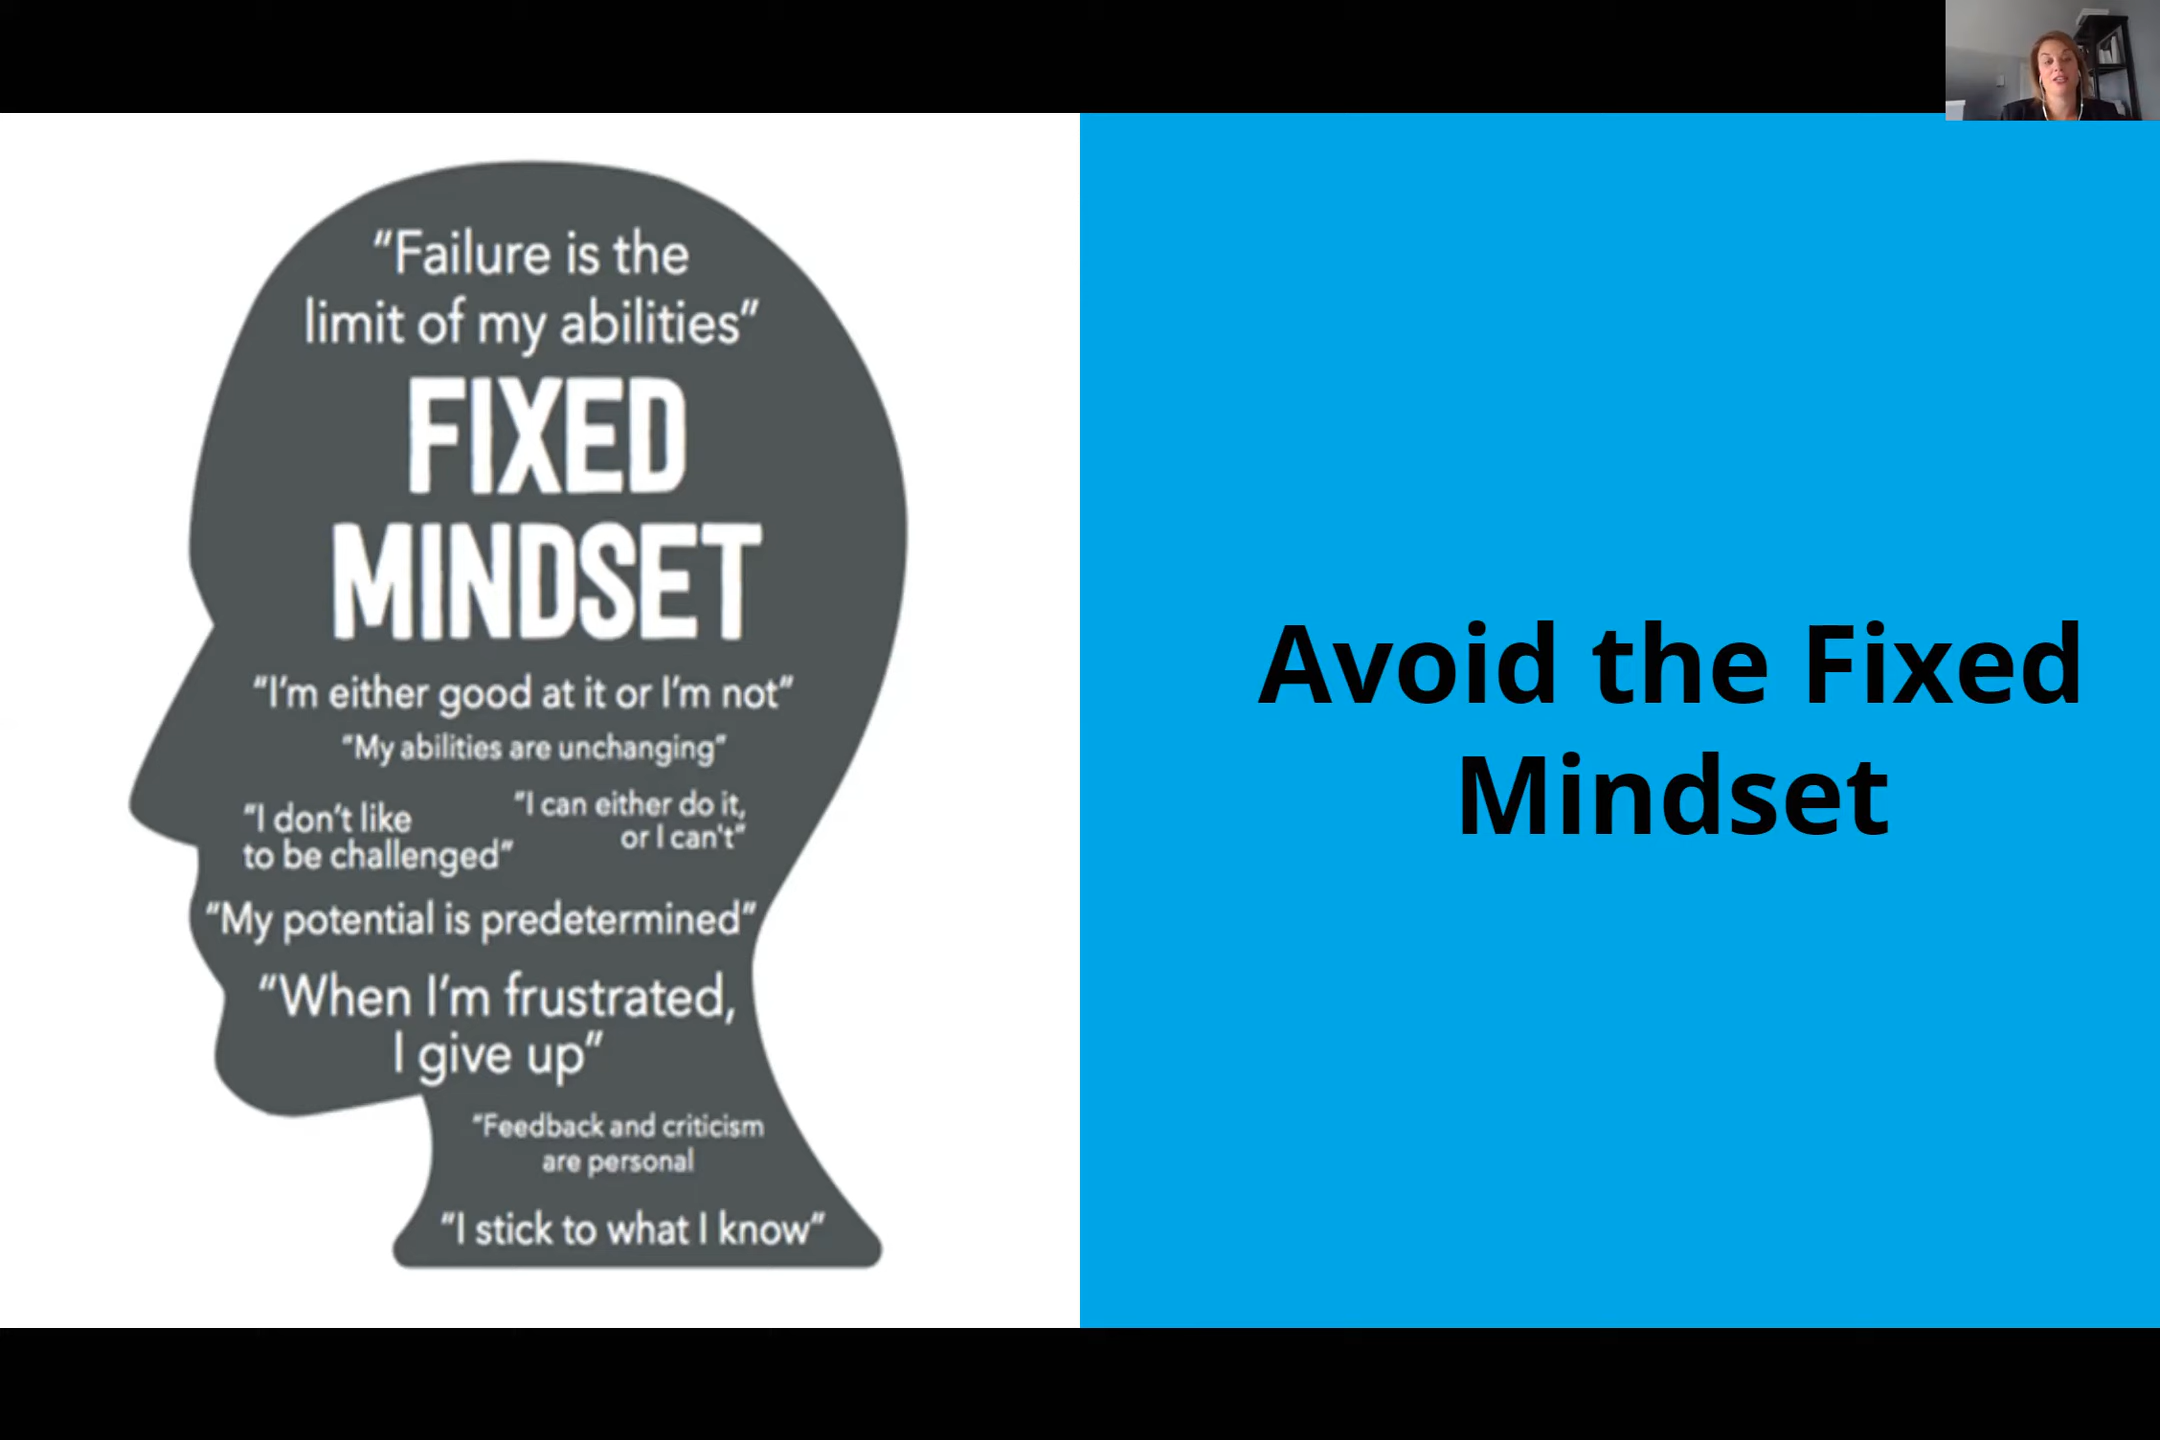 “Failure is the
limit of my abilities”
FIXED
MINDSET
“I’m either good at it or I’m not”
“My abilities are unchanging”
“I don’t like
to be challenged”
“I can either do it,
or I can't”
“My potential is predetermined”
“When I’m frustrated,
I give up”
“Feedback and criticism
are personal
“I stick to what I know”
Avoid the Fixed
Mindset